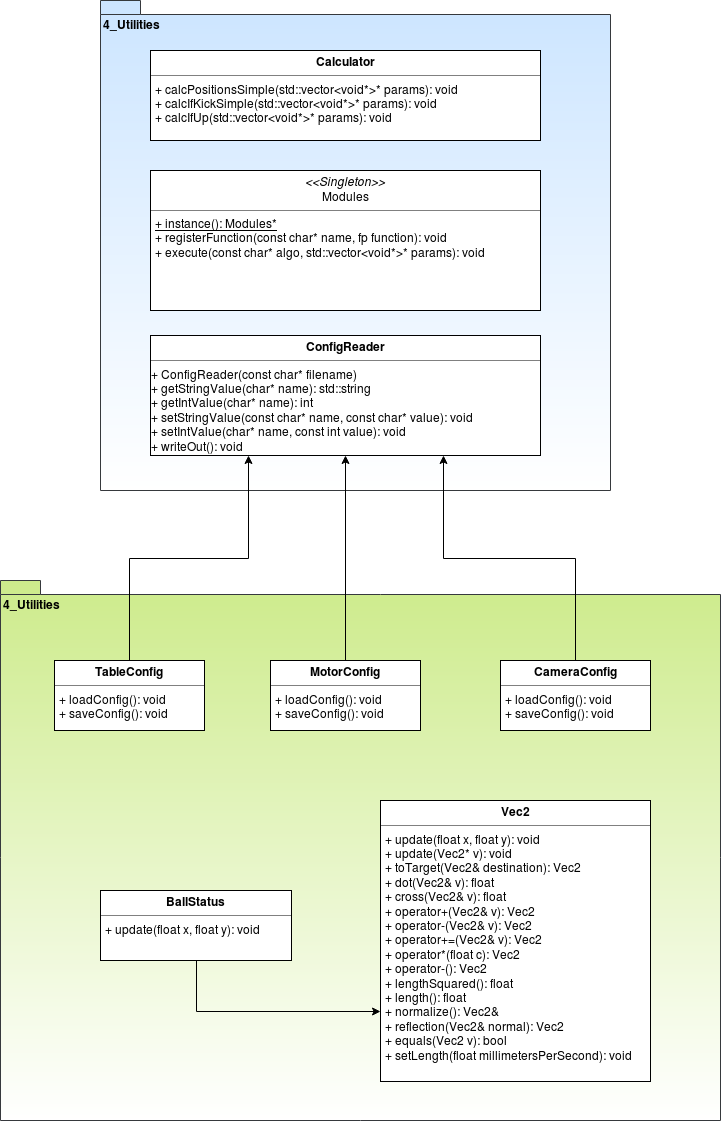 4_Utilities
Calculator
+ calcPositionsSimple(std::vector<void*>* params): void
+ calcIfKickSimple(std::vector<void*>* params): void
+ calcIfUp(std::vector<void*>* params): void
<<Singleton>>
Modules
+ instance(): Modules*
+ registerFunction(const char* name, fp function): void
+ execute(const char* algo, std::vector<void*>* params): void
ConfigReader
+ ConfigReader(const char* filename)
+ getStringValue(char* name): std::string
+ getIntValue(char* name): int
+ setStringValue(const char* name, const char* value): void
+ setIntValue(char* name, const int value): void
+ writeOut(): void
4_Utilities
TableConfig
+ loadConfig(): void
+ saveConfig(): void
MotorConfig
+ loadConfig(): void
+ saveConfig(): void
CameraConfig
+ loadConfig(): void
+ saveConfig(): void
BallStatus
+ update(float x, float y): void
Vec2
+ update(float x, float y): void
+ update(Vec2* v): void
+ toTarget(Vec2& destination): Vec2
+ dot(Vec2& v): float
+ cross(Vec2& v): float
+ operator+(Vec2& v): Vec2
+ operator-(Vec2& v): Vec2
+ operator+=(Vec2& v): Vec2
+ operator*(float c): Vec2
+ operator-(): Vec2
+ lengthSquared(): float
+ length(): float
+ normalize(): Vec2&
+ reflection(Vec2& normal): Vec2
+ equals(Vec2 v): bool
+ setLength(float millimetersPerSecond): void